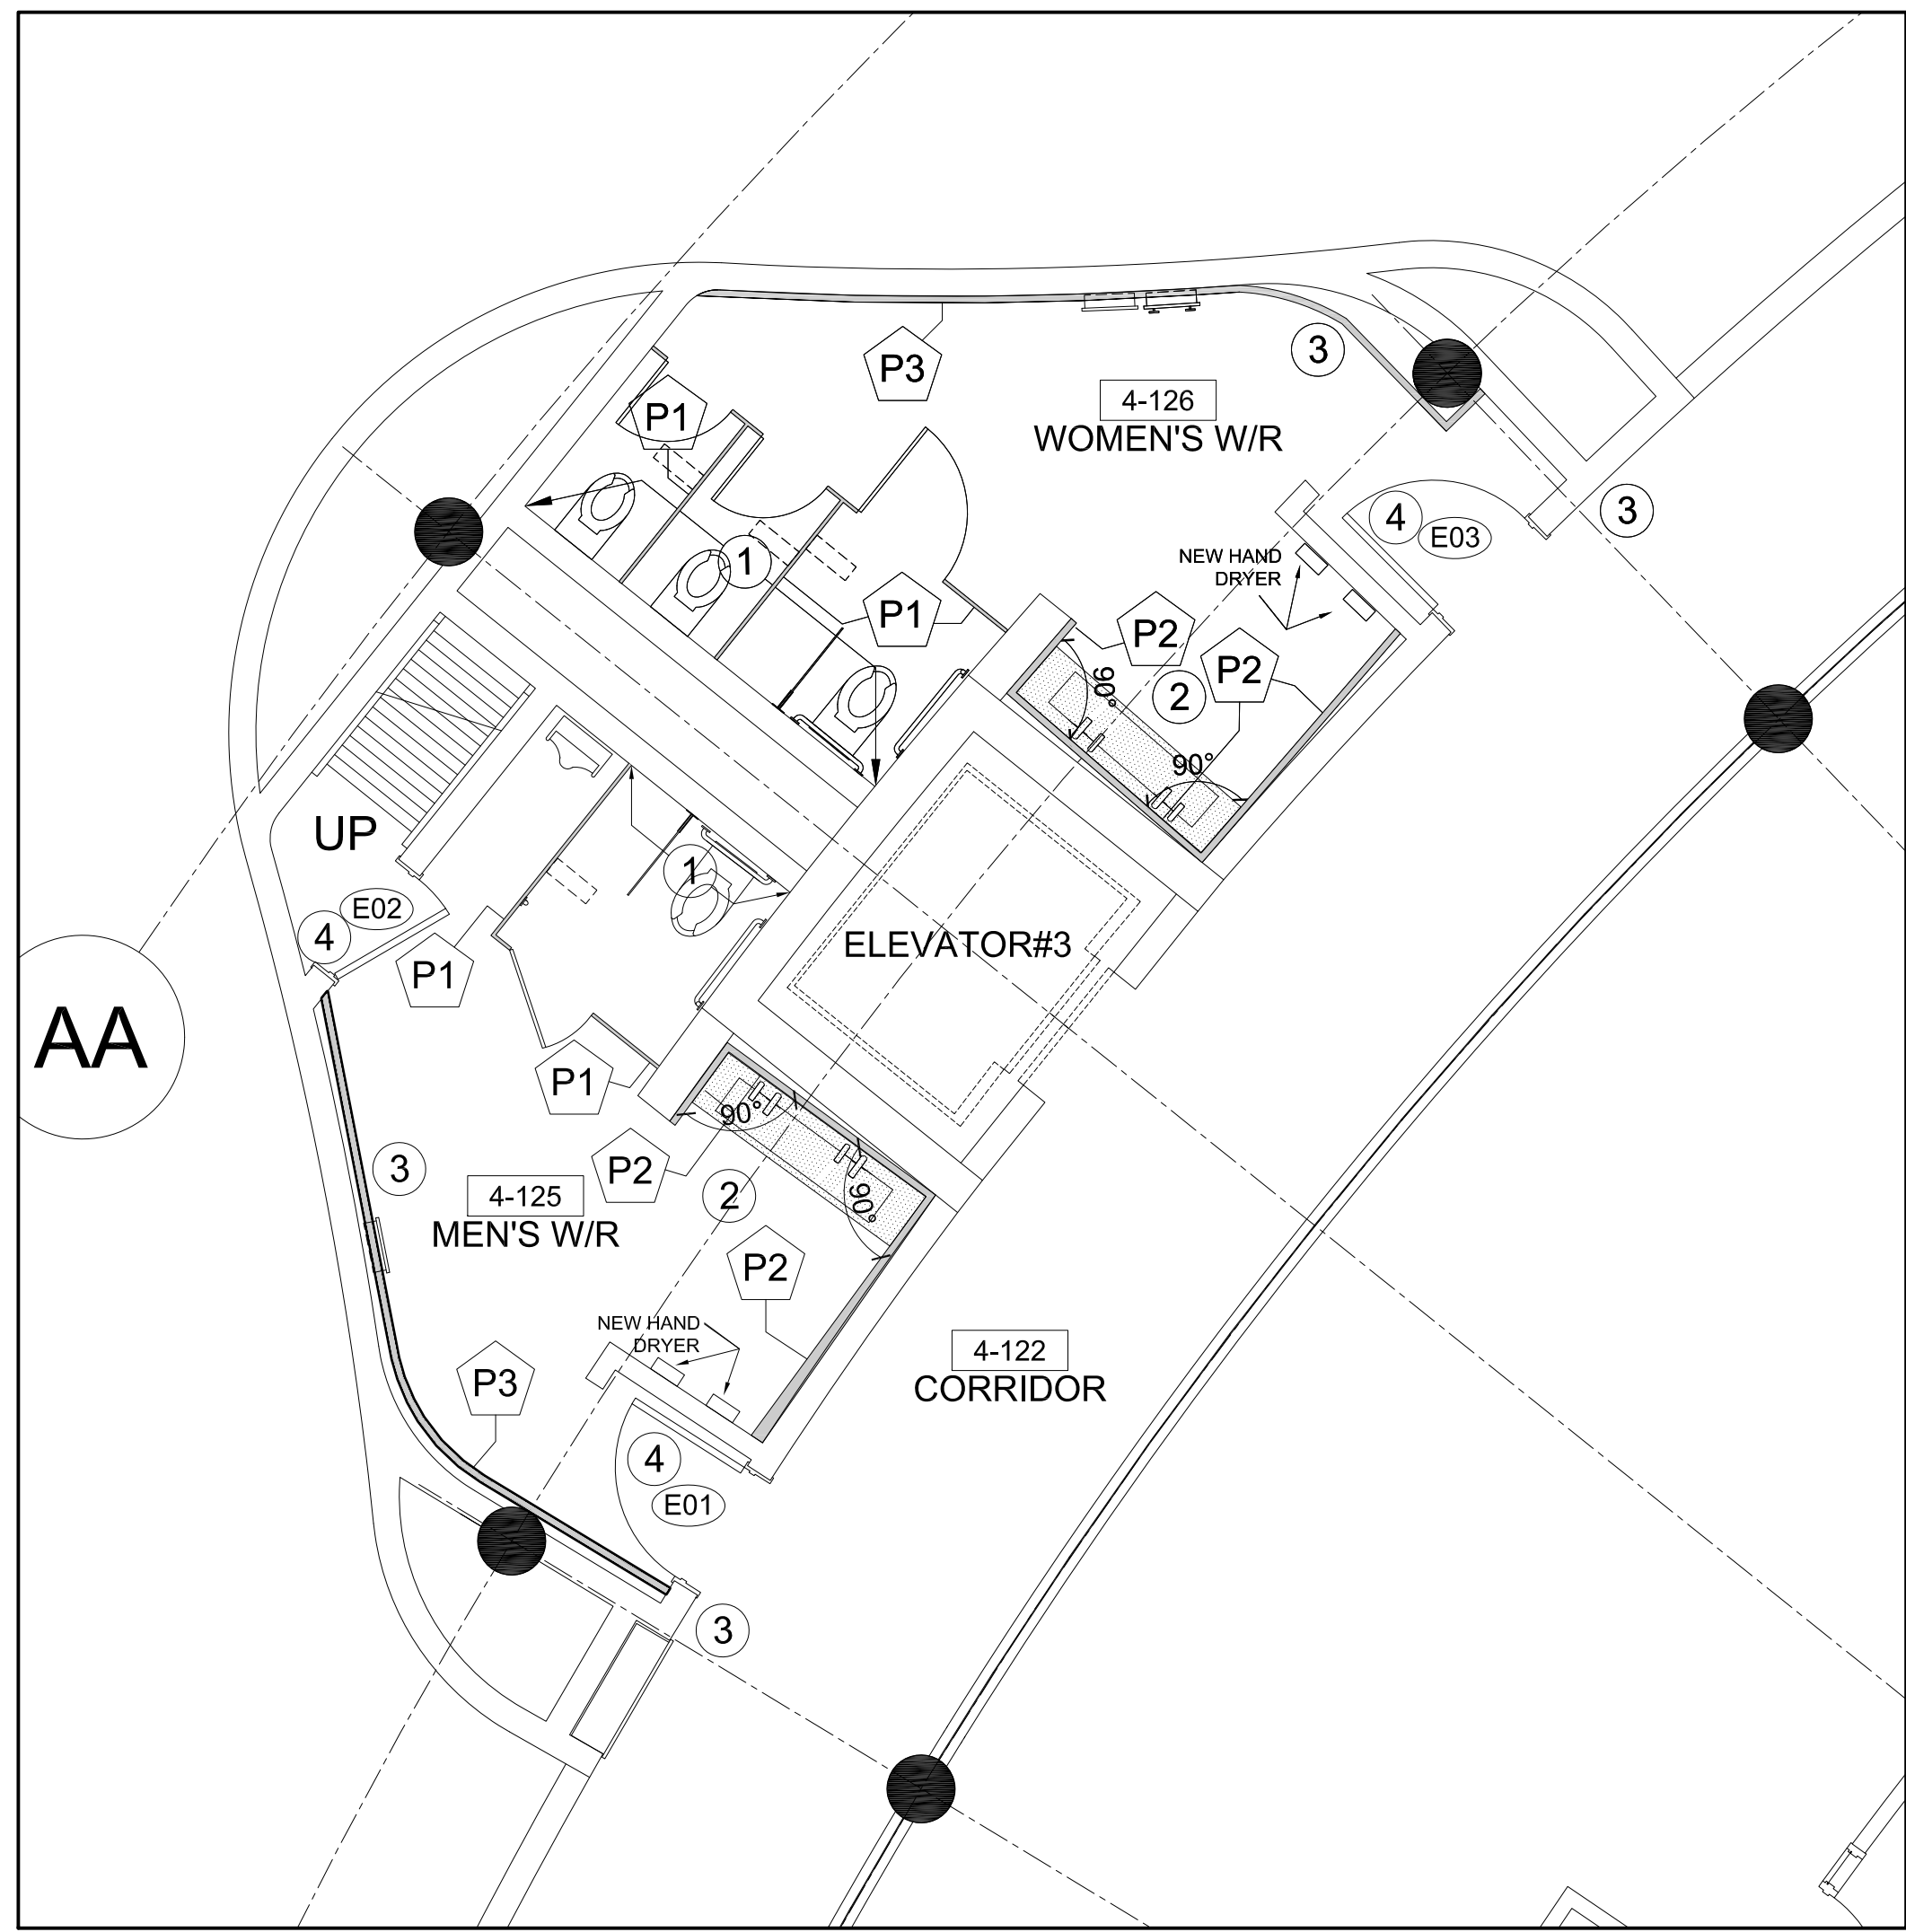 P3
3
4-126
WOMEN'S W/R
P1
4
E03
3
NEW HAND
DRYER
1
P1
P2
P2
2
90°
90°
UP
1
E02
4
P1
ELEVATOR#3
AA
P1
90°
P2
2
3
4-125
MEN'S W/R
90°
P2
NEW HAND
DRYER
4-122
CORRIDOR
P3
4
E01
3